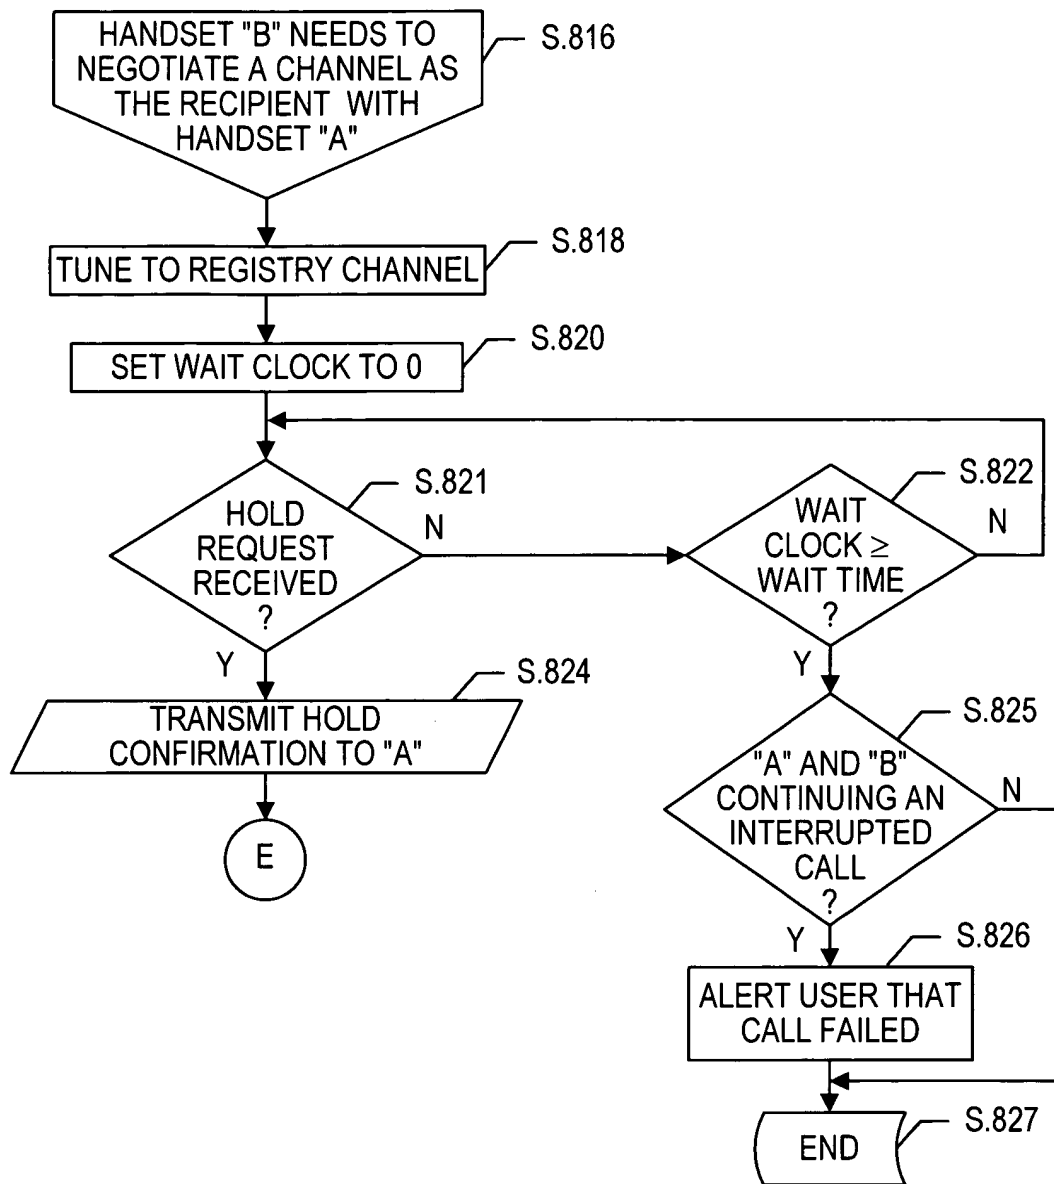 HANDSET "B" NEEDS TO
NEGOTIATE A CHANNEL AS
THE RECIPIENT WITH
HANDSET "A"
S.816
TUNE TO REGISTRY CHANNEL
S.818
SET WAIT CLOCK TO 0
S.820
HOLD
REQUEST
RECEIVED
?
S.821
N
Y
WAIT
CLOCK ≥
WAIT TIME
?
S.822
N
Y
TRANSMIT HOLD
CONFIRMATION TO "A"
S.824
E
"A" AND "B"
CONTINUING AN
INTERRUPTED
CALL
?
S.825
N
Y
ALERT USER THAT
CALL FAILED
S.826
END
S.827